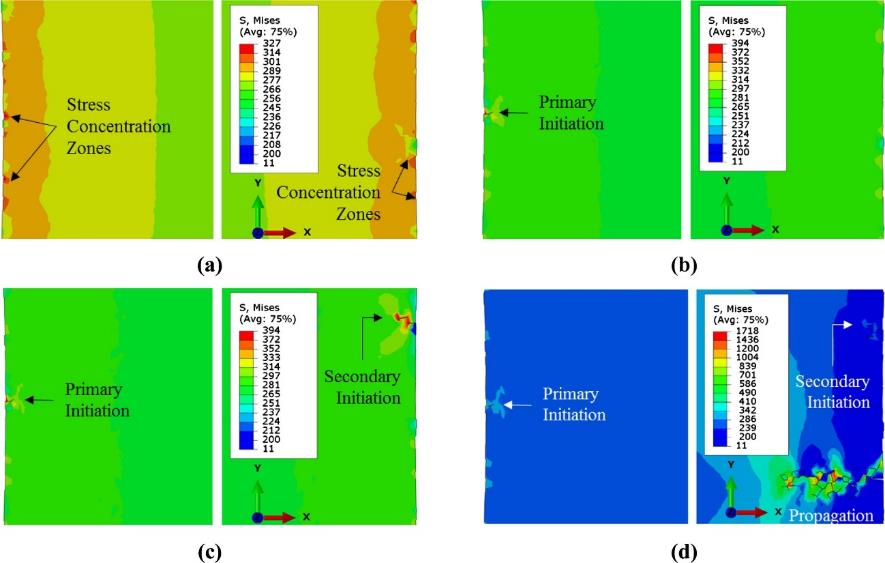 S, Mises
(Avg: 75%)
327
314
301
289
277
266
256
245
236
226
217
208
11
Stress
Concentration
Zones
Stress
Concentration
Zones
Y
X
(a)
S, Mises
(Avg: 75%)
394
372
352
332
314
297
281
265
251
237
224
212
200
11
Primary
Initiation
Y
X
(b)
S, Mises
(Avg: 75%)
394
372
352
333
314
297
281
265
251
237
224
212
200
11
Primary
Initiation
Secondary
Initiation
Y
X
(c)
S, Mises
(Avg: 75%)
1718
1436
1200
1004
839
701
586
490
410
342
286
239
200
11
Primary
Initiation
Secondary
Initiation
Y
X
Propagation
(d)